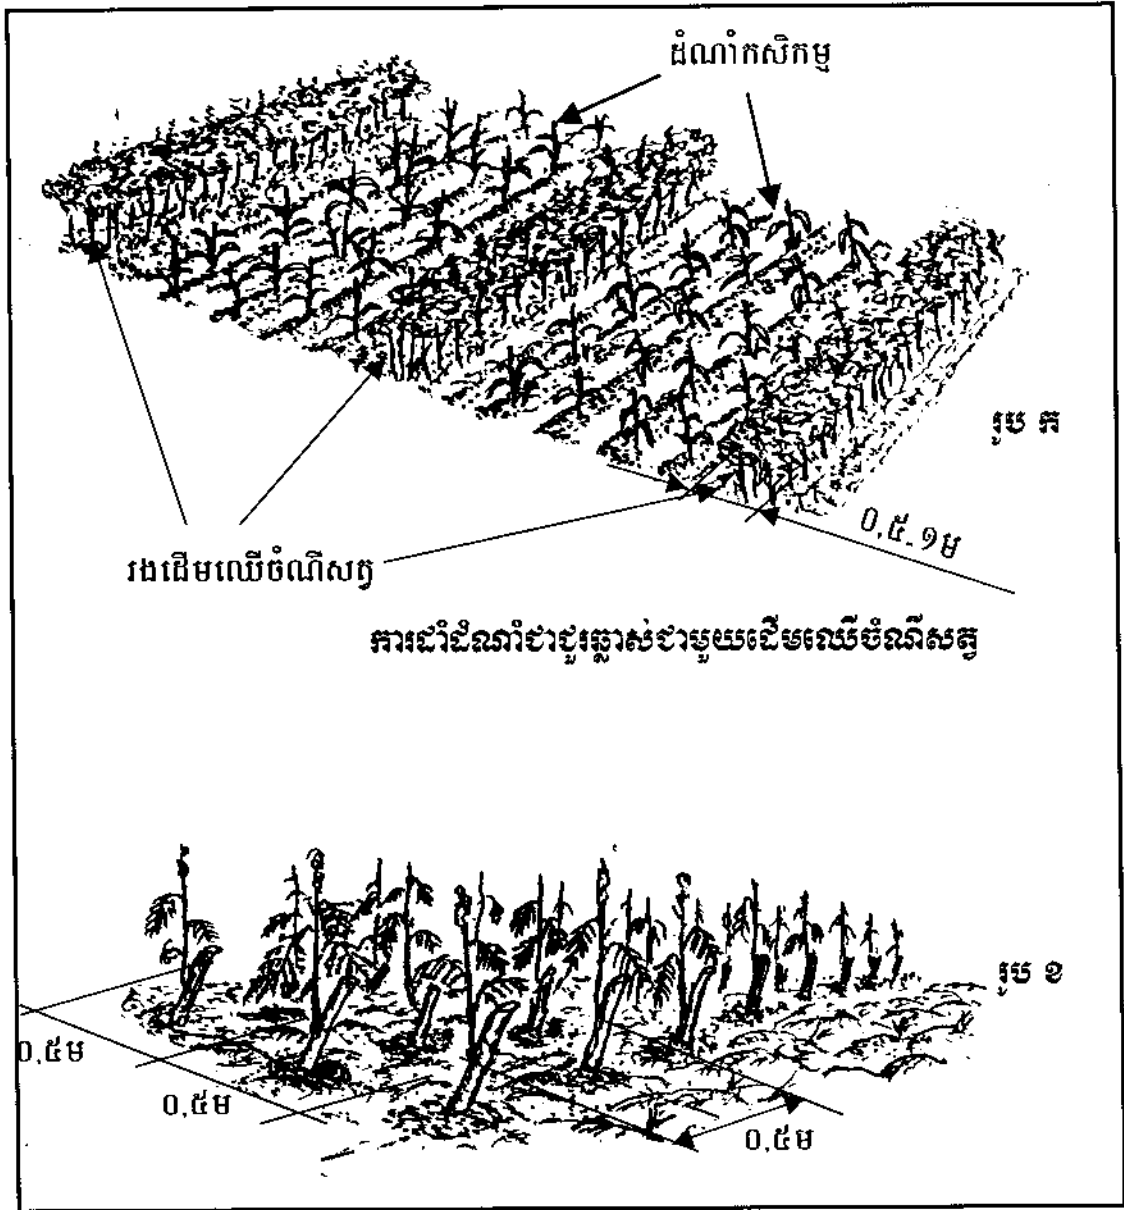 ដំណាំកសិកម្ម
រូប ក
0,៥-១ម
រងដើមឈើចំណីសត្វ
ការដាំដំណាំជាជួរឆ្លាស់ជាមួយដើមឈើចំណីសត្វ
រូប ខ
0,៥ម
0,៥ម
0,៥ម